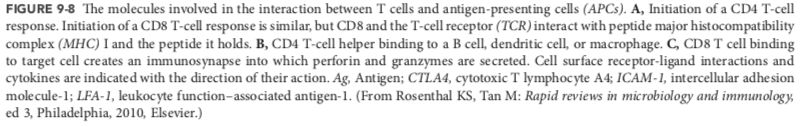 FIGURE 9-8 The molecules involved in the interaction between T cells and antigen-presenting cells (APCs). A, Initiation of a CD4 T-cell
response. Initiation of a CD8 T-cell response is similar, but CD8 and the T-cell receptor (TCR) interact with peptide major histocompatibility
complex (MHC) I and the peptide it holds. B, CD4 T-cell helper binding to a B cell, dendritic cell, or macrophage. C, CD8 T cell binding
to target cell creates an immunosynapse into which perforin and granzymes are secreted. Cell surface receptor-ligand interactions and
cytokines are indicated with the direction of their action. Ag, Antigen; CTLA4, cytotoxic T lymphocyte A4; ICAM-1, intercellular adhesion
molecule-1; LFA-1, leukocyte function–associated antigen-1. (From Rosenthal KS, Tan M: Rapid reviews in microbiology and immunology,
ed 3, Philadelphia, 2010, Elsevier.)